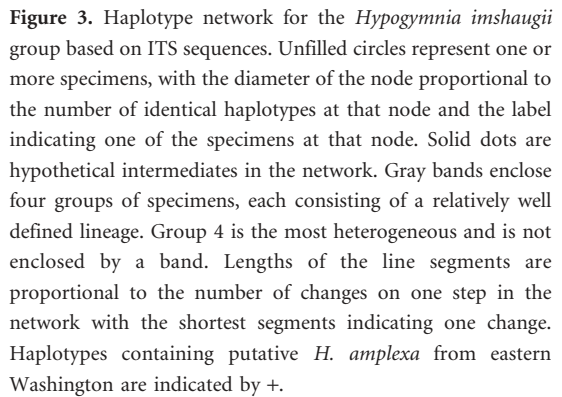 Figure 3. Haplotype network for the Hypogymnia imshaugii
group based on ITS sequences. Unfilled circles represent one or
more specimens, with the diameter of the node proportional to
the number of identical haplotypes at that node and the label
indicating one of the specimens at that node. Solid dots are
hypothetical intermediates in the network. Gray bands enclose
four groups of specimens, each consisting of a relatively well
defined lineage. Group 4 is the most heterogeneous and is not
enclosed by a band. Lengths of the line segments are
proportional to the number of changes on one step in the
network with the shortest segments indicating one change.
Haplotypes containing putative H. amplexa from eastern
Washington are indicated by +.